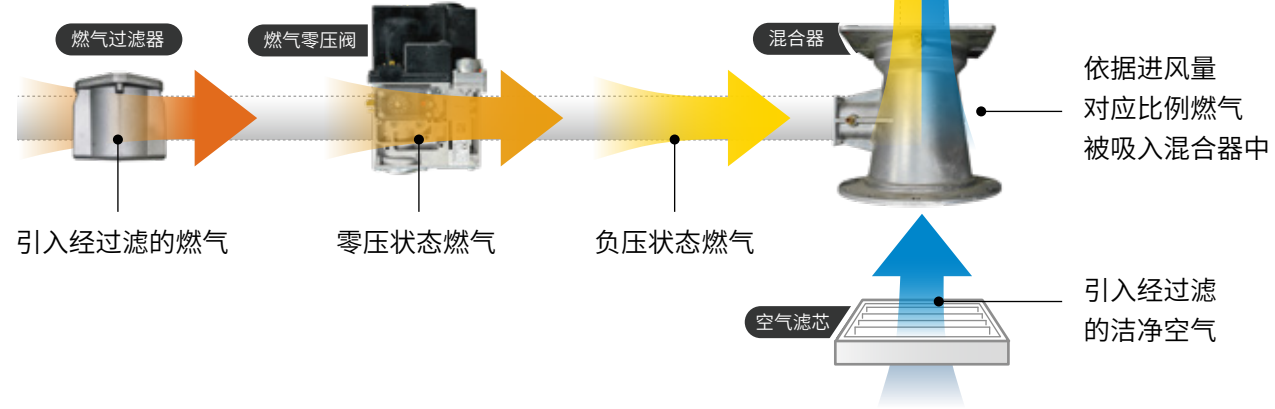 燃气过滤器
燃气零压阀
混合器
依据进风量
对应比例燃气
被吸入混合器中
引入经过滤的燃气
零压状态燃气
负压状态燃气
空气滤芯
引入经过滤
的洁净空气